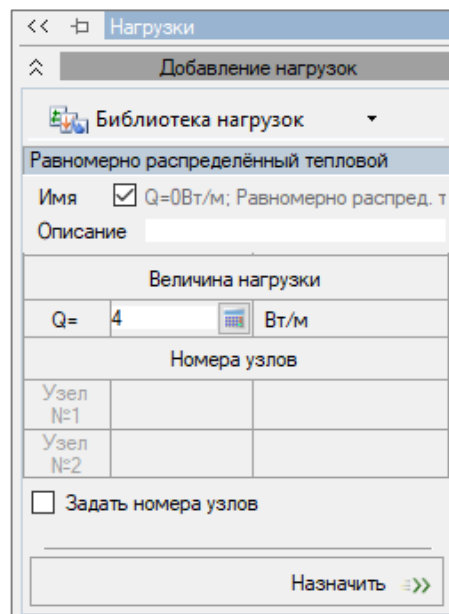 << Нагрузки
Добавление нагрузок
Библиотека нагрузок
Равномерно распределённый тепловой
Имя Q=0Вт/м; Равномерно распред. т
Описание
Величина нагрузки
Q= 4 Вт/м
Номера узлов
Узел
№1
Узел
№2
Задать номера узлов
Назначить